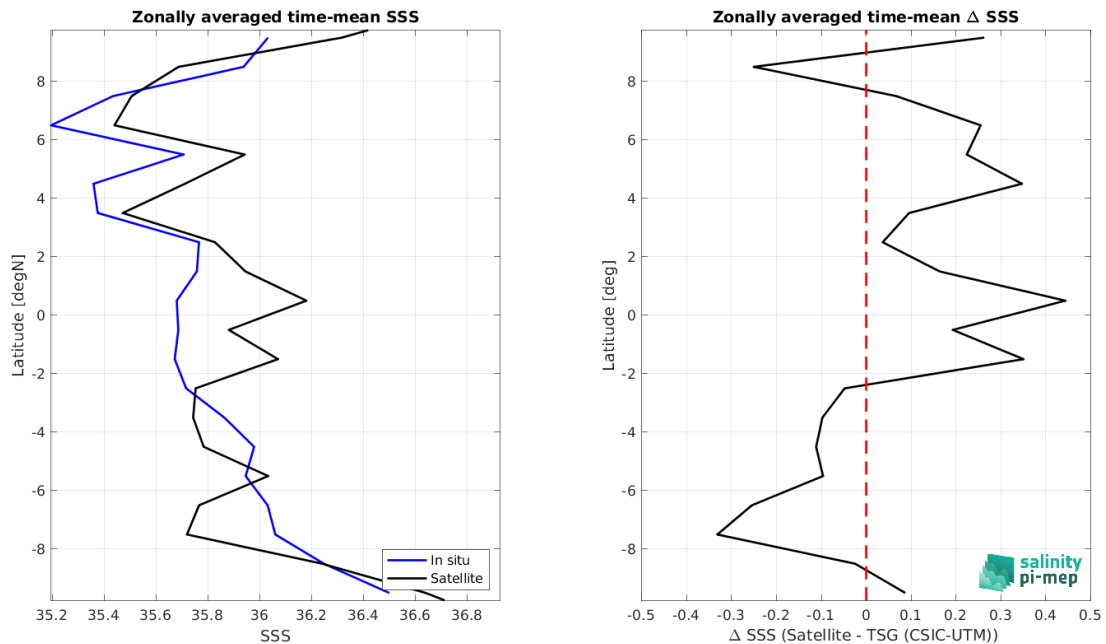 Zonally averaged time-mean SSS
Latitude [degN]
8
6
4
2
0
-2
-4
-6
-8
35.2 35.4 35.6 35.8 36 36.2 36.4 36.6 36.8
SSS
In situ
Satellite
Zonally averaged time-mean Δ SSS
Latitude [deg]
8
6
4
2
0
-2
-4
-6
-8
-0.5 -0.4 -0.3 -0.2 -0.1 0 0.1 0.2 0.3 0.4 0.5
Δ SSS (Satellite - TSG (CSIC-UTM))
salinity
pi-mep